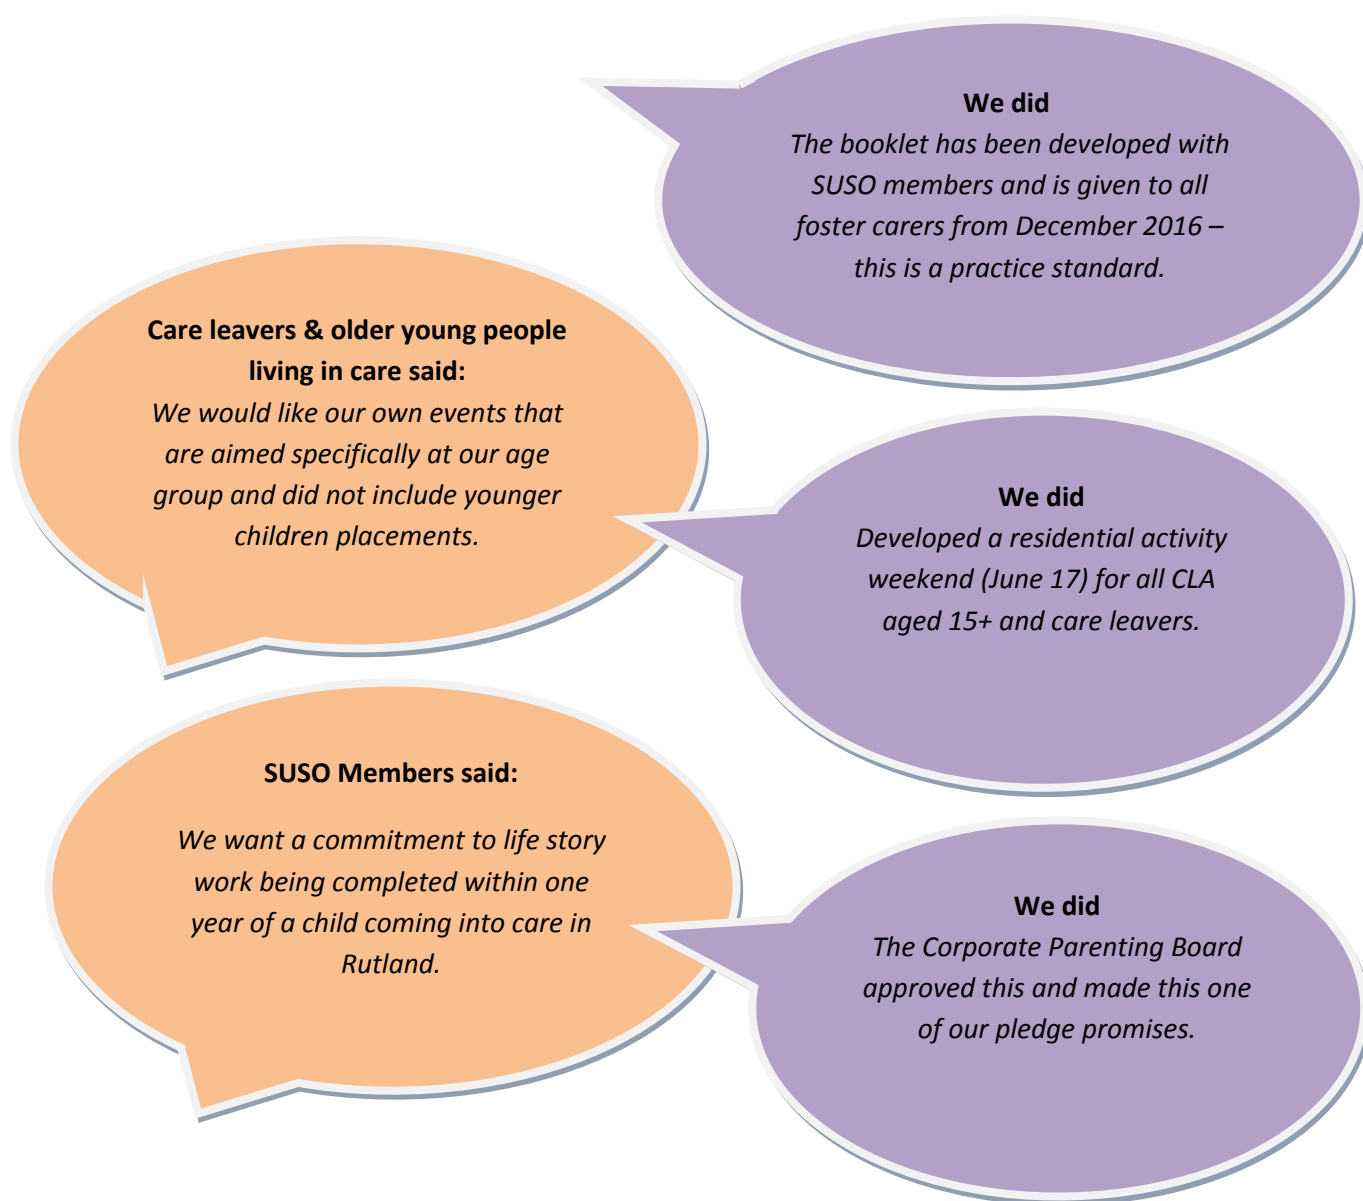 We did
The booklet has been developed with
SUSO members and is given to all
foster carers from December 2016 –
this is a practice standard.
Care leavers & older young people
living in care said:
We would like our own events that
are aimed specifically at our age
group and did not include younger
children placements.
We did
Developed a residential activity
weekend (June 17) for all CLA
aged 15+ and care leavers.
SUSO Members said:
We want a commitment to life story
work being completed within one
year of a child coming into care in
Rutland.
We did
The Corporate Parenting Board
approved this and made this one
of our pledge promises.